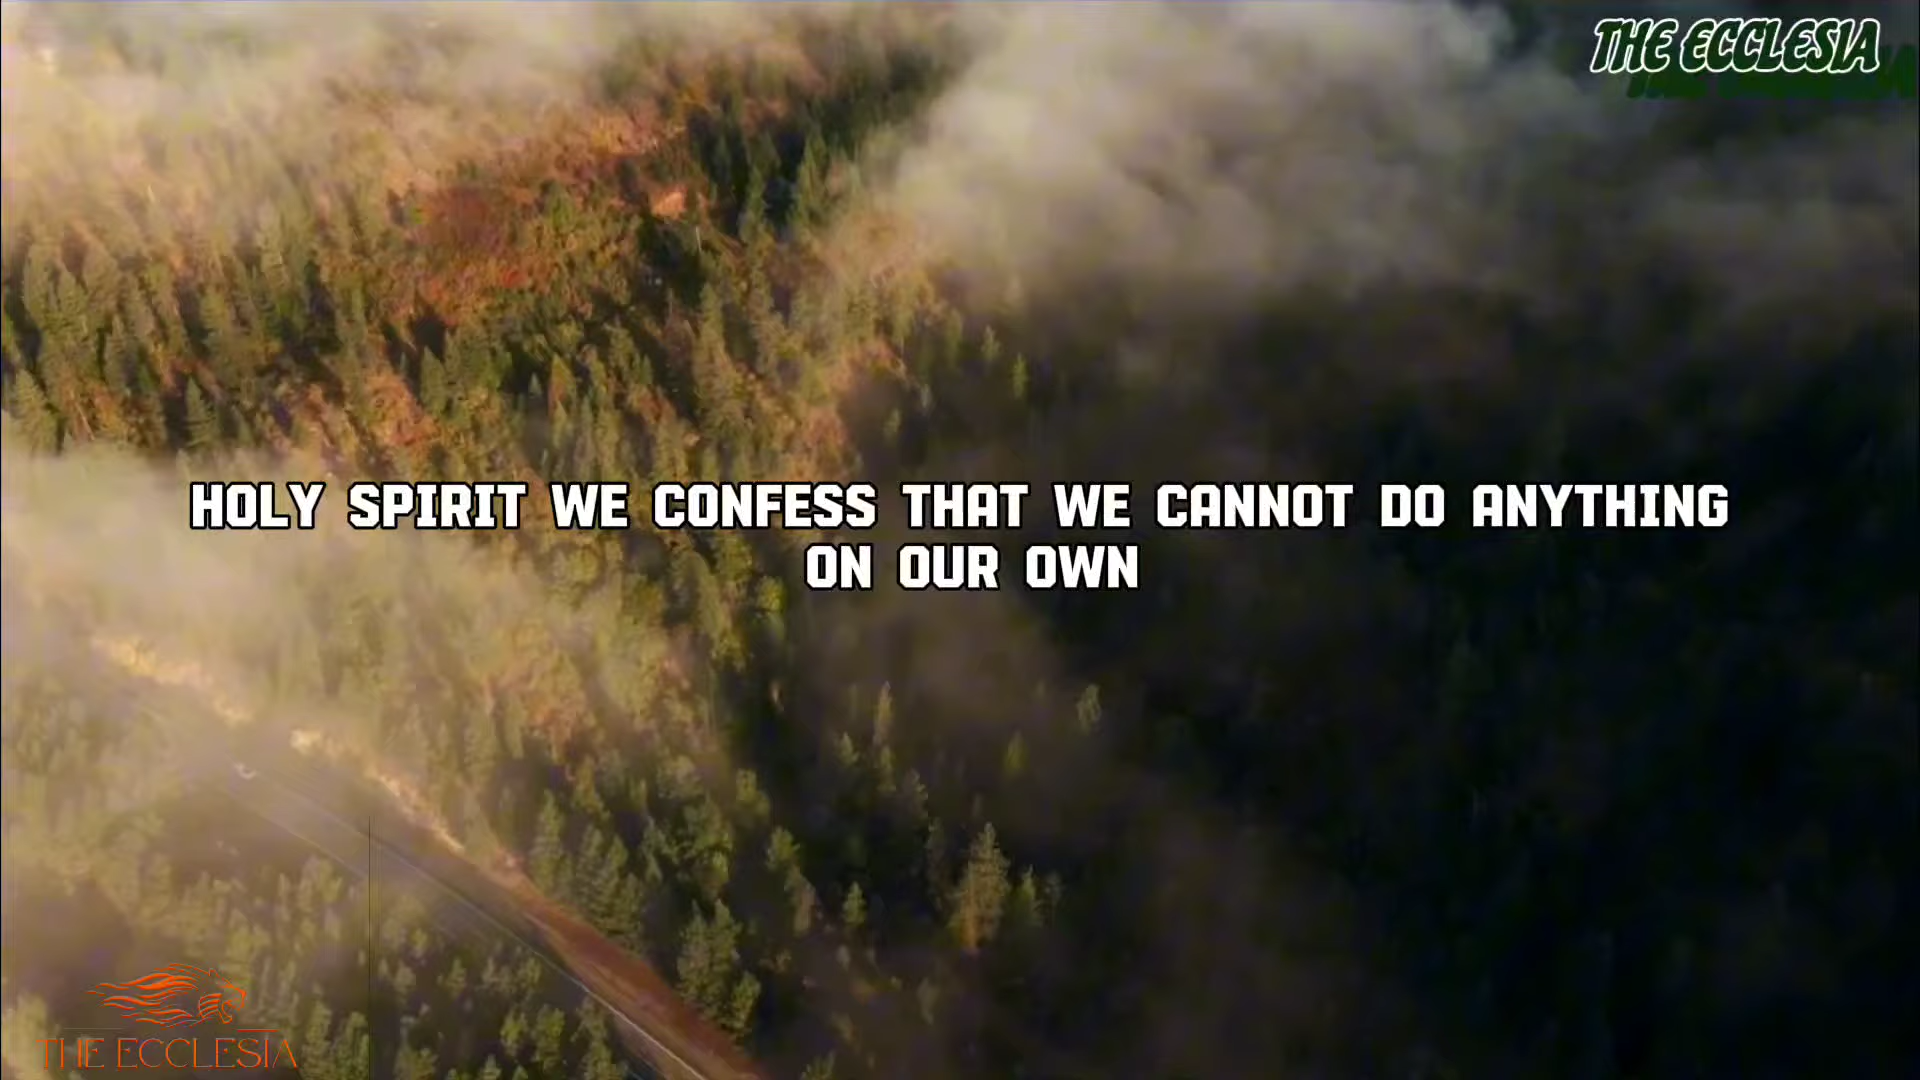 THE ECCLESIA
HOLY SPIRIT WE CONFESS THAT WE CANNOT DO ANYTHING
ON OUR OWN
THE ECCLESIA